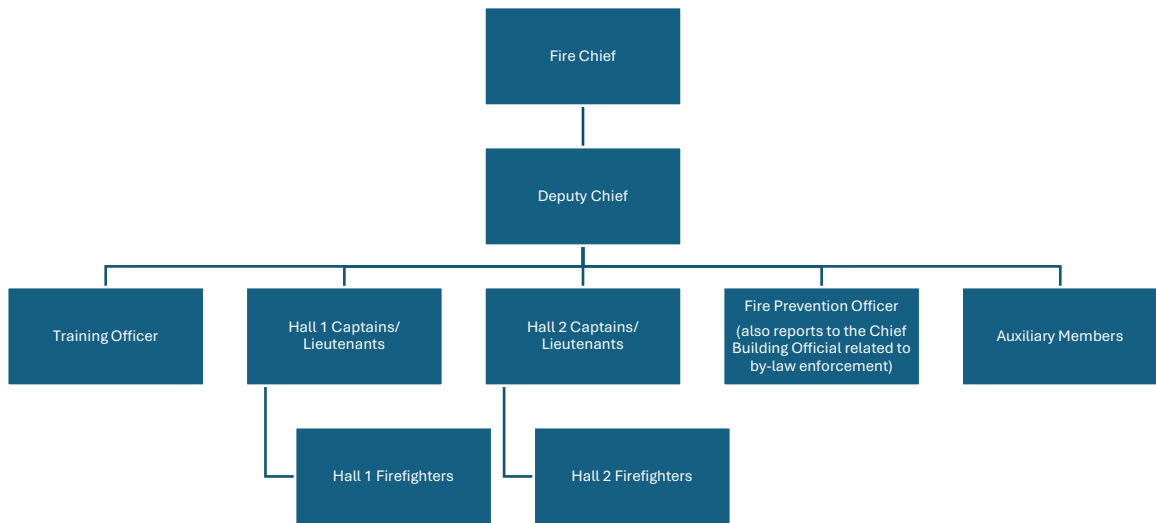 Fire Chief
Deputy Chief
Training Officer
Hall 1 Captains/
Lieutenants
Hall 2 Captains/
Lieutenants
Fire Prevention Officer
(also reports to the Chief
Building Official related to
by-law enforcement)
Auxiliary Members
Hall 1 Firefighters
Hall 2 Firefighters